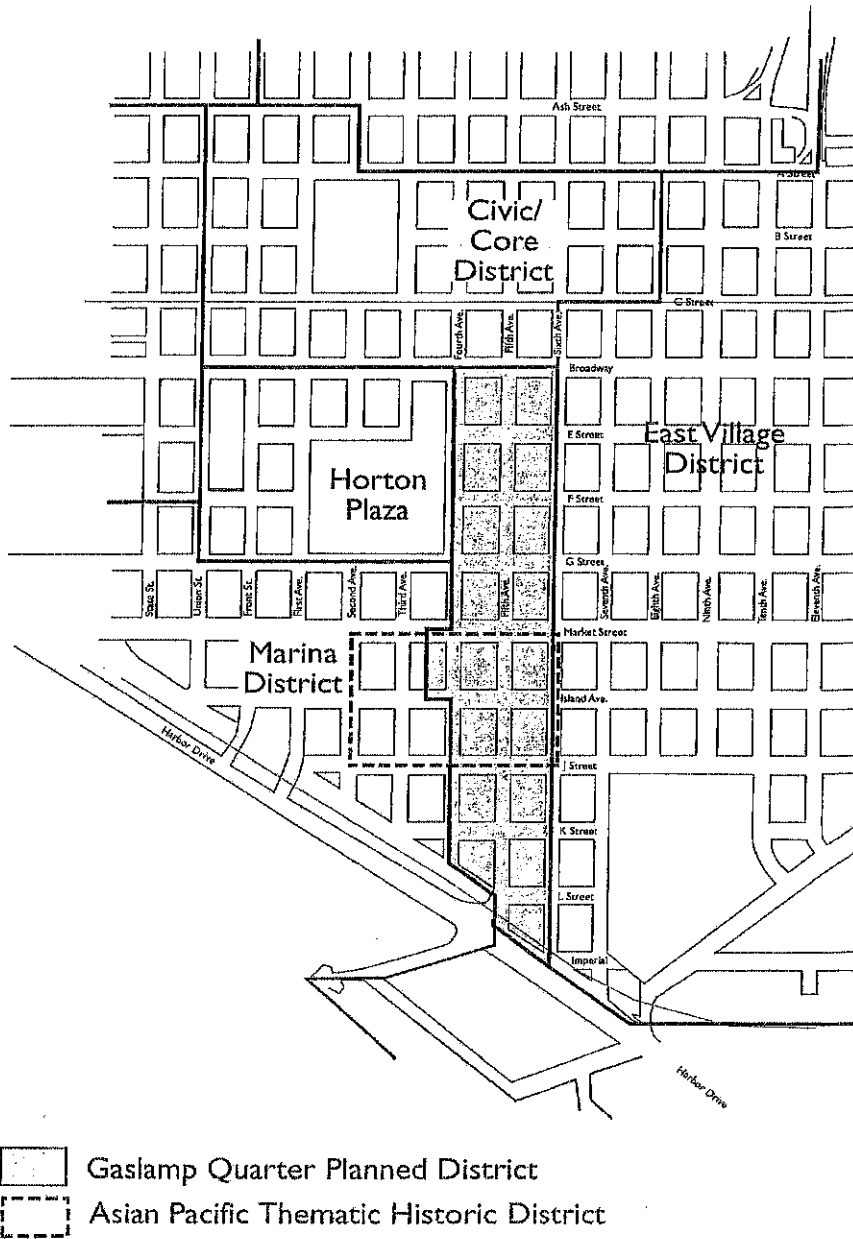 Ash Street
A Street
Civic/
Core
District
B Street
C Street
Fourth Ave.
Fifth Ave.
Sixth Ave.
Broadway
E Street
East Village
District
Horton
Plaza
F Street
G Street
State St.
Union St.
Front St.
First Ave.
Second Ave.
Third Ave.
Fifth Ave.
Seventh Ave.
Eighth Ave.
Ninth Ave.
Tenth Ave.
Eleventh Ave.
Market Street
Marina
District
Island Ave.
Harbor Drive
J Street
K Street
L Street
Imperial
Harbor Drive
Gaslamp Quarter Planned District
Asian Pacific Thematic Historic District